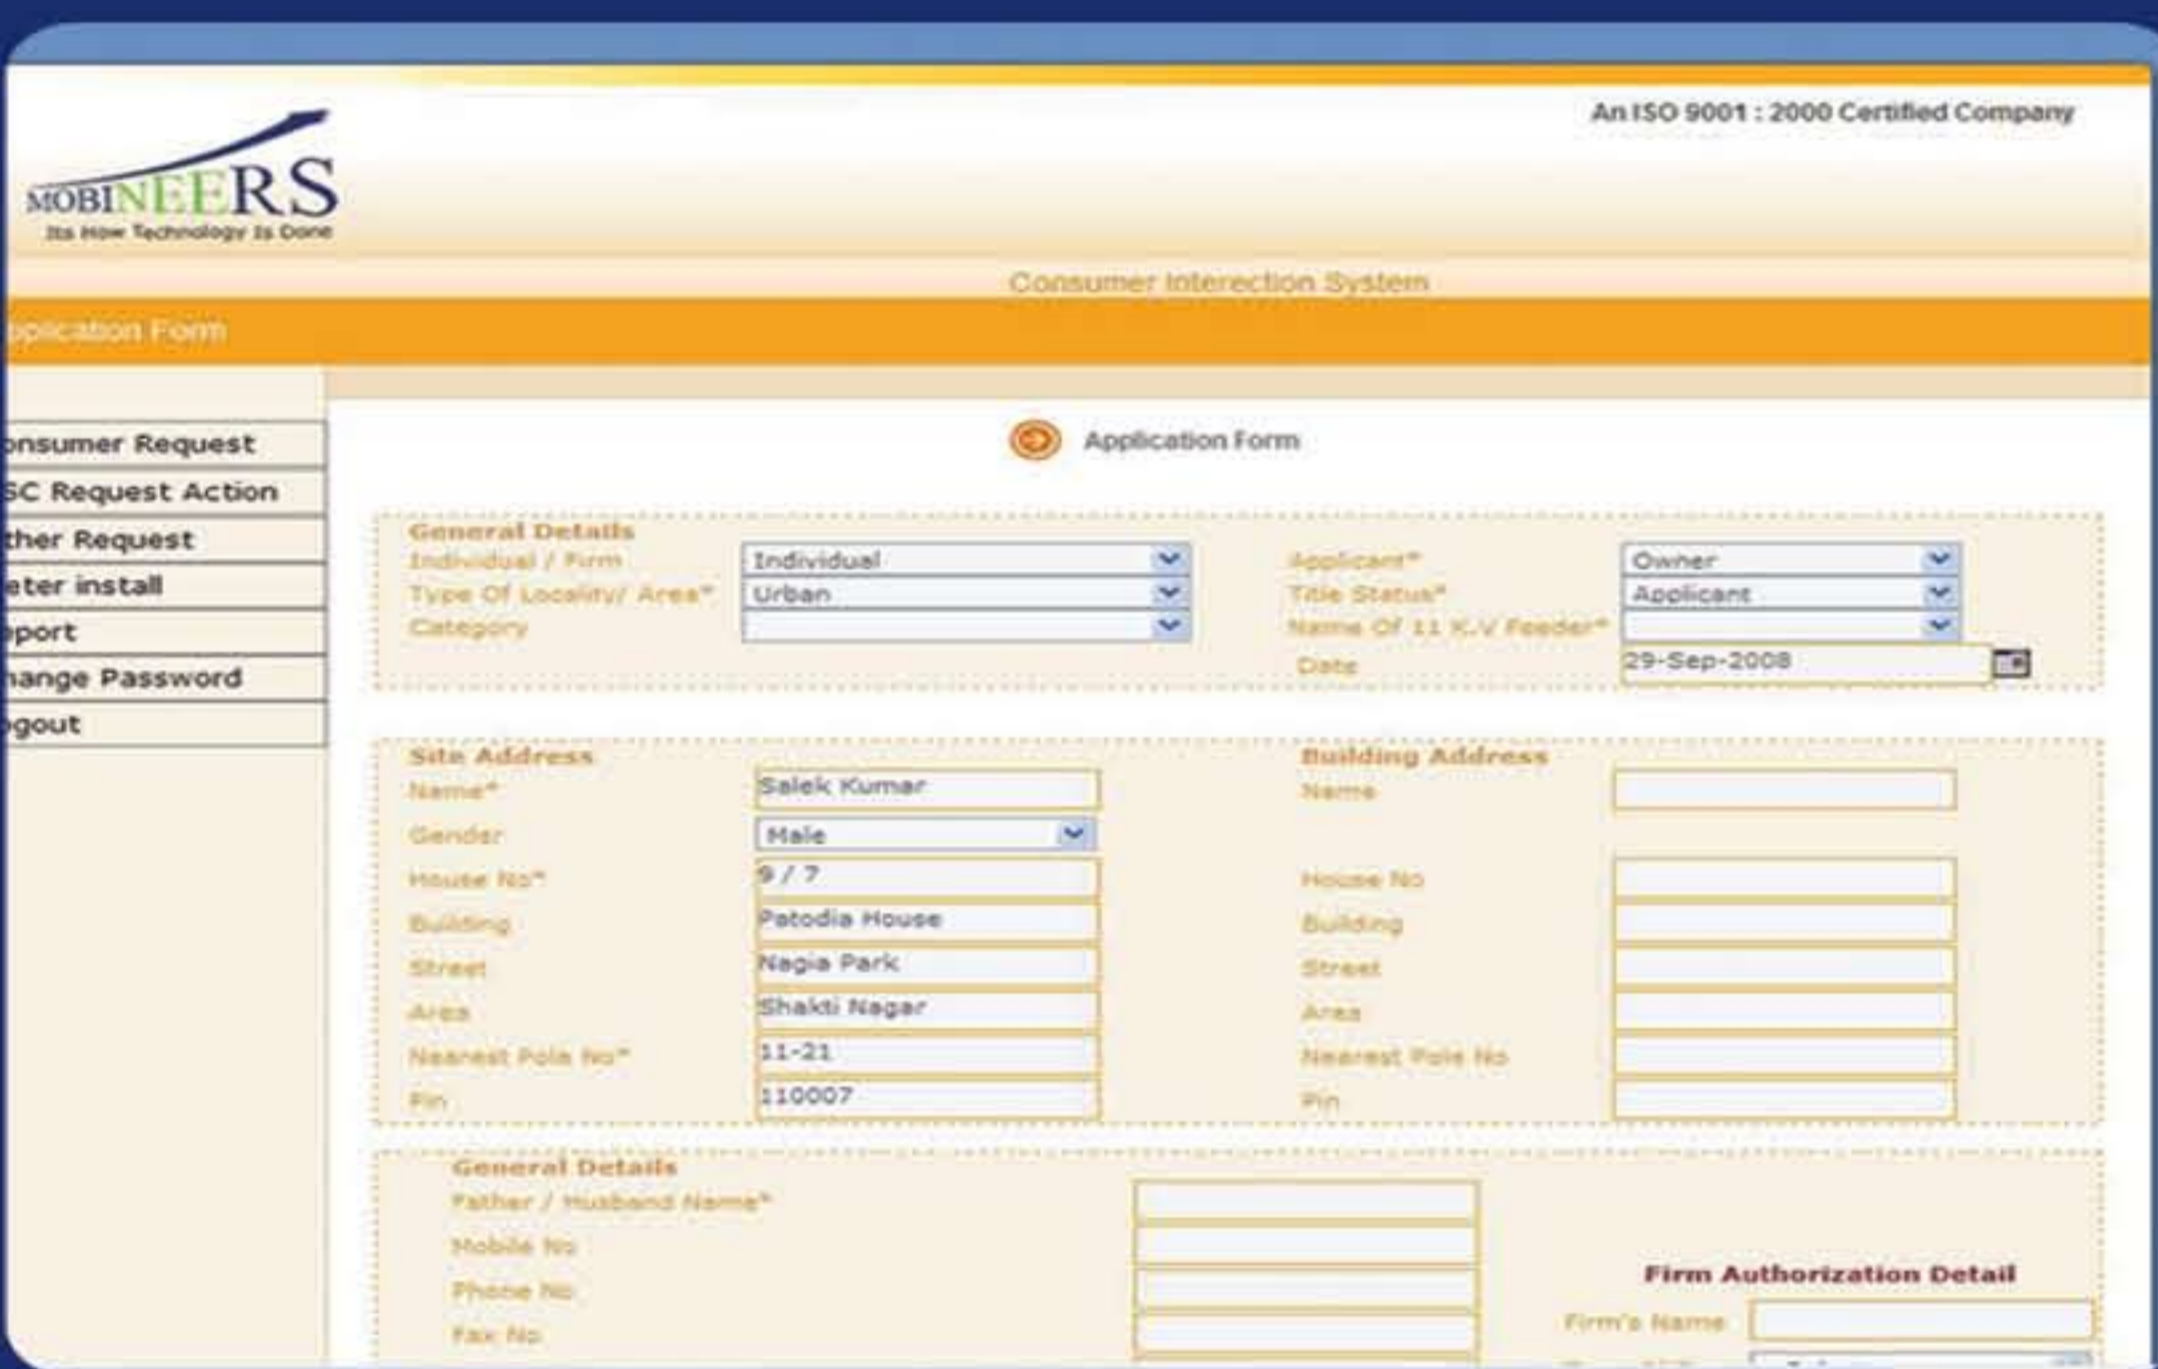 An ISO 9001 : 2000 Certified Company
MOBINEERS
Its How Technology Is Done
Consumer Interection System
pplication Form
onsumer Request
SC Request Action
ther Request
eter install
eport
hange Password
ogout
Application Form
General Details
Individual / Firm Individual Applicant* Owner
Type Of Locality/ Area* Urban Title Status* Applicant
Category Name Of 11 K.V Feeder*
Date 29-Sep-2008
Site Address Building Address
Name* Salek Kumar Name
Gender Male
House No* 9 / 7 House No
Building Patodia House Building
Street Nagia Park Street
Area Shakti Nagar Area
Nearest Pole No* 11-21 Nearest Pole No
Pin 110007 Pin
General Details
Father / Husband Name*
Mobile No
Phone No
Fax No
Firm Authorization Detail
Firm's Name